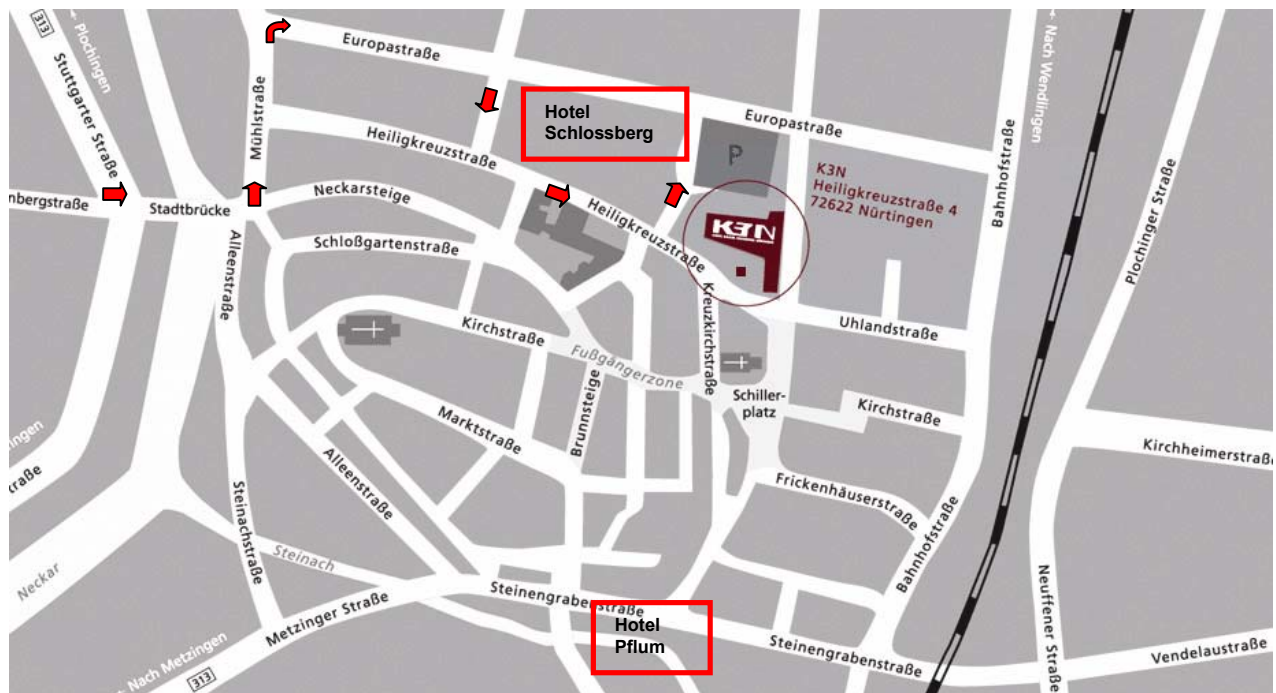 313
← Plochingen
Stuttgarter Straße
Mühlstraße
Europastraße
Hotel
Schlossberg
Europastraße
← Nach Wendlingen
Bahnhofstraße
Plochinger Straße
Heiligkreuzstraße
P
K3N
Heiligkreuzstraße 4
72622 Nürtingen
nbergstraße
Stadtbrücke
Neckarsteige
Heiligkreuzstraße
K3N
Alleenstraße
Schloßgartenstraße
Kreuzkirchstraße
Uhlandstraße
Kirchstraße
Fußgängerzone
Schiller-
platz
Kirchstraße
Marktstraße
Brunnsteige
Kirchheimerstraße
ingen
traße
Alleenstraße
Steinachstraße
Frickenhäuserstraße
Bahnhofstraße
Steinach
Neckar
Neuffener Straße
Metzinger Straße
Steinengrabenstraße
Hotel
Pflum
Steinengrabenstraße
Vendelaustraße
← Nach Metzingen
313